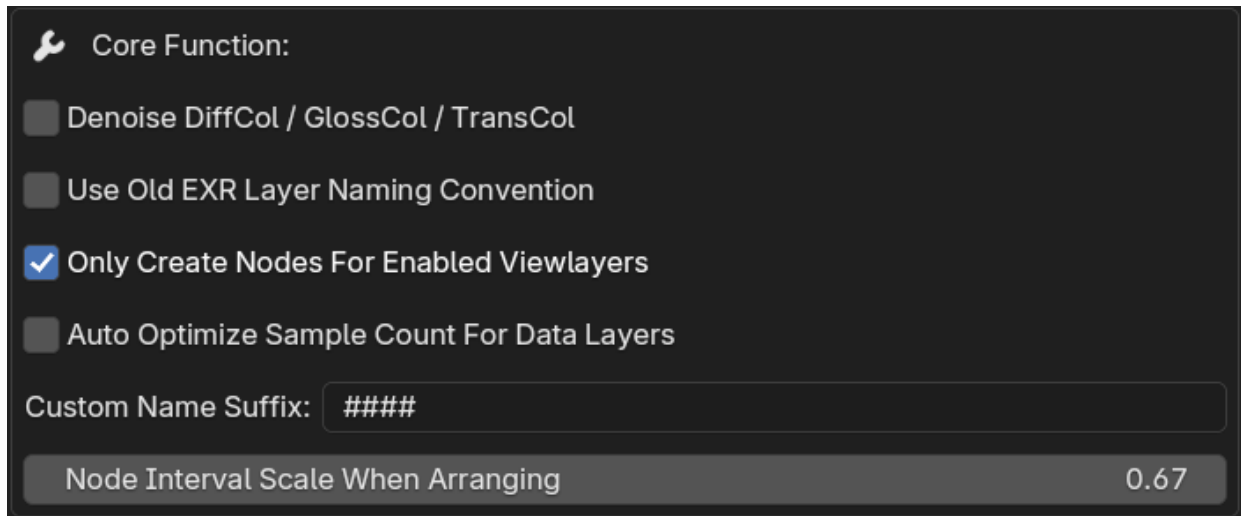 Core Function:
Denoise DiffCol / GlossCol / TransCol
Use Old EXR Layer Naming Convention
Only Create Nodes For Enabled Viewlayers
Auto Optimize Sample Count For Data Layers
Custom Name Suffix: ####
Node Interval Scale When Arranging 0.67